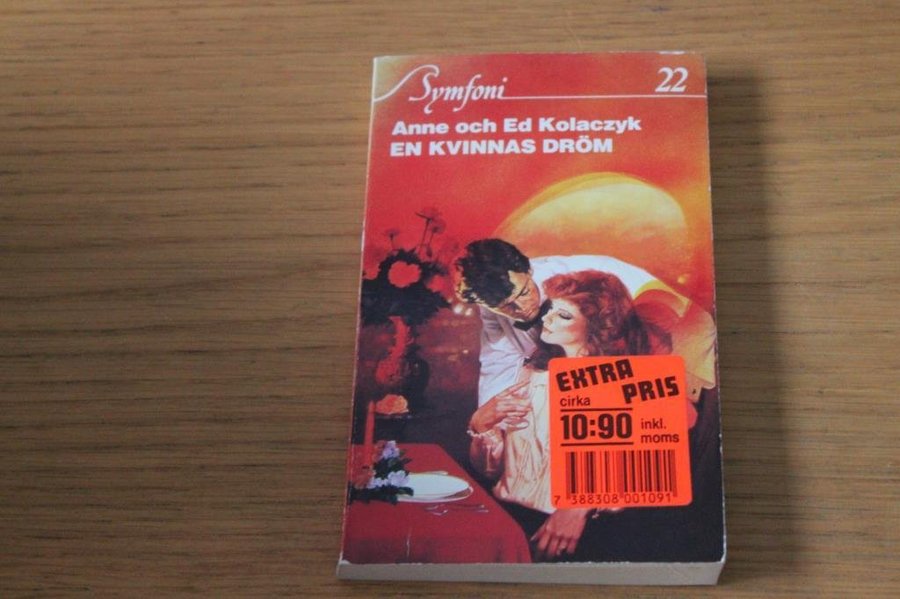 Symfoni 22
Anne och Ed Kolaczyk
EN KVINNAS DRÖM
EXTRA
PRIS
cirka
10:90 inkl.
moms
7 388308 001091